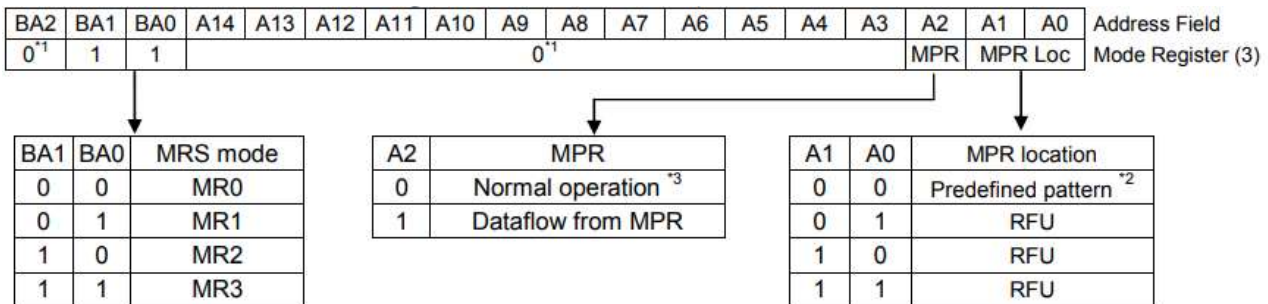 BA2 BA1 BA0 A14 A13 A12 A11 A10 A9 A8 A7 A6 A5 A4 A3 A2 A1 A0 Address Field
0*1 1 1 0*1 MPR MPR Loc Mode Register (3)
BA1 BA0 MRS mode A2 MPR A1 A0 MPR location
0 0 MR0 0 Normal operation *3 0 0 Predefined pattern *2
0 1 MR1 1 Dataflow from MPR 0 1 RFU
1 0 MR2 1 0 RFU
1 1 MR3 1 1 RFU